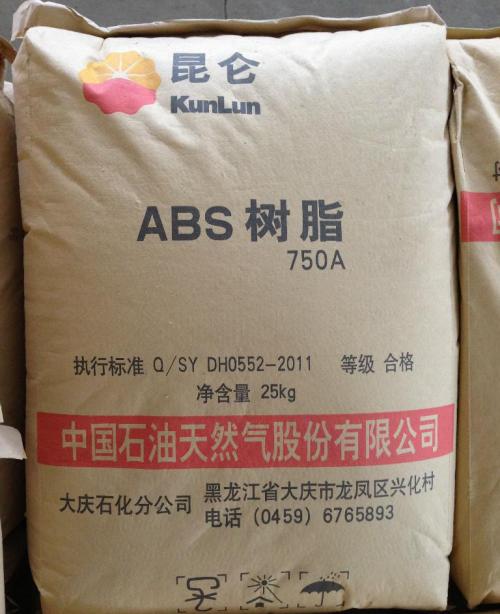 昆仑
KunLun
ABS 树脂
750A
执行标准 Q/SY DH0552-2011 等级 合格
净含量 25kg
中国石油天然气股份有限公司
大庆石化分公司
黑龙江省大庆市龙凤区兴化村
电话 (0459) 6765893